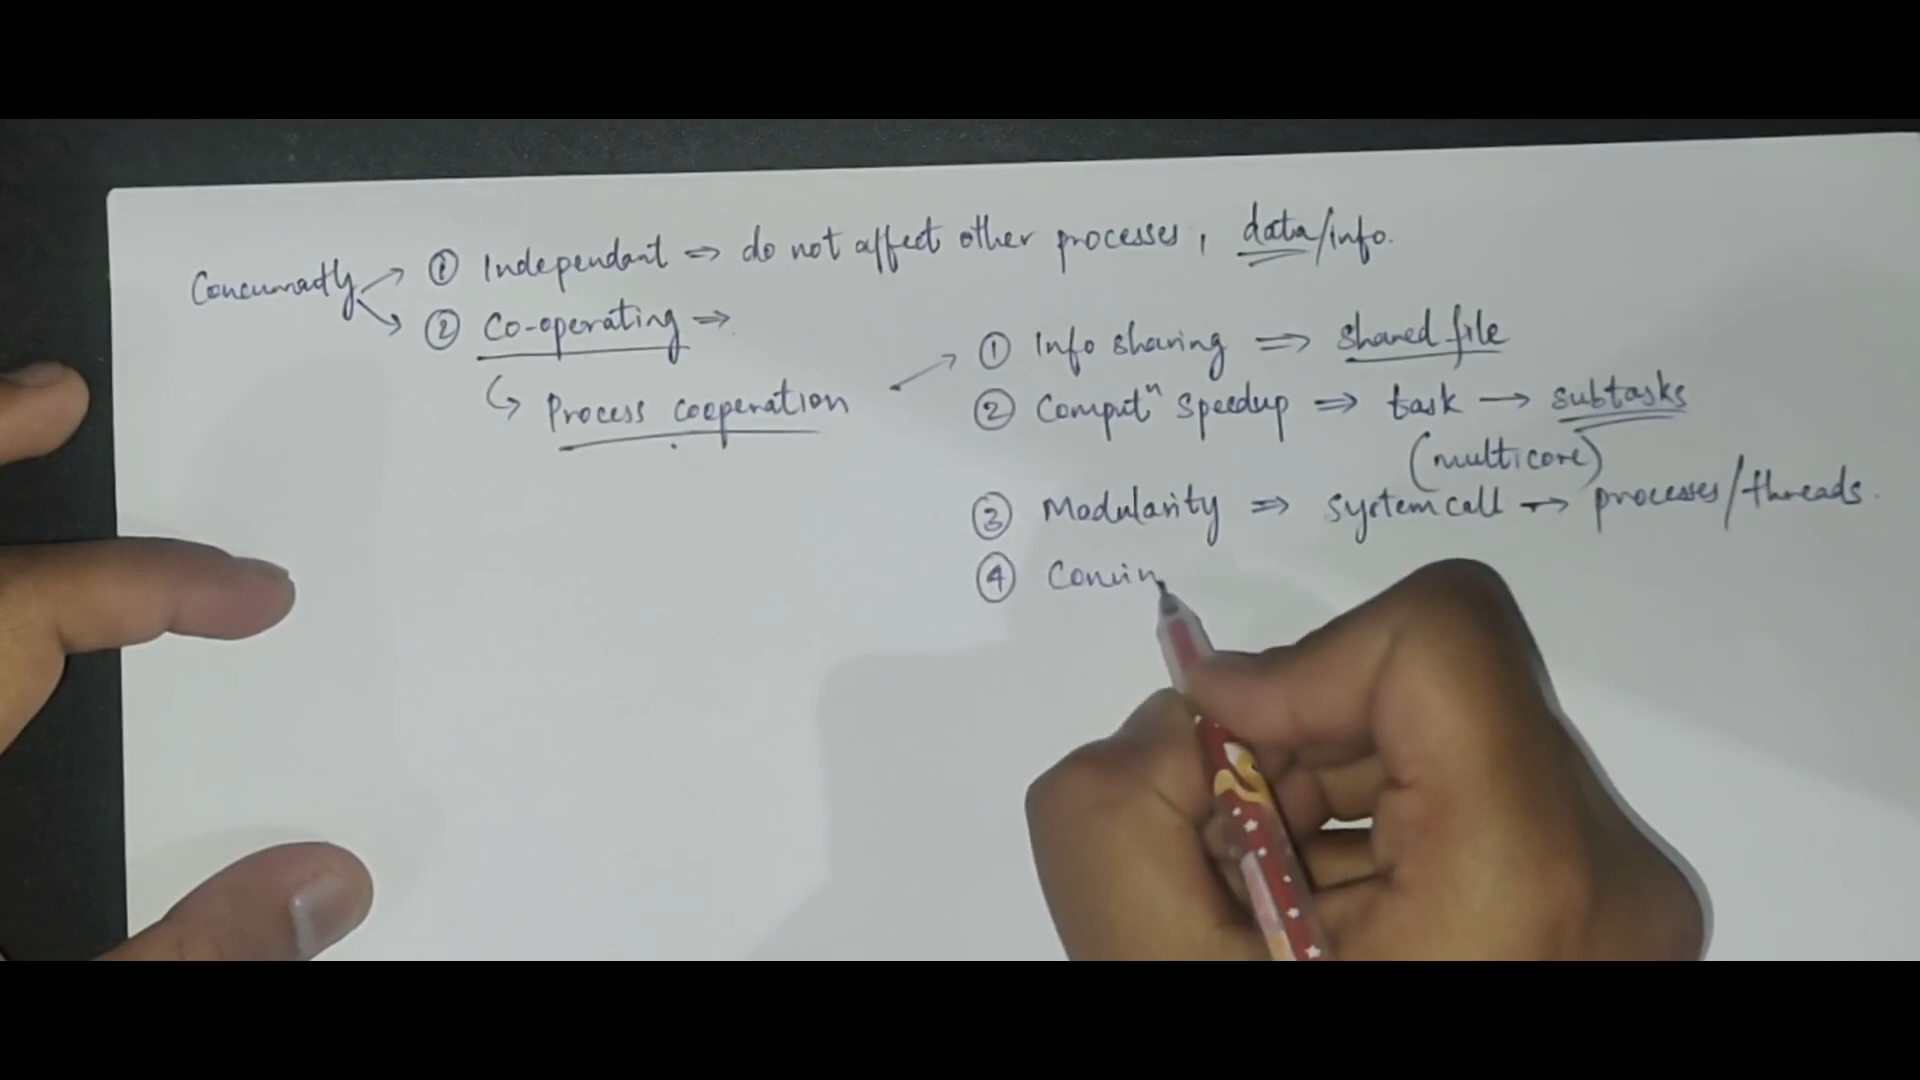 Concurrently → ① Independant ⇒ do not affect other processes, data/info.
→ ② Co-operating ⇒
↳ Process cooperation → ① Info sharing ⇒ shared file
② Computⁿ speedup ⇒ task → subtasks
(multicore)
③ Modularity ⇒ system call → processes/threads.
④ Convin